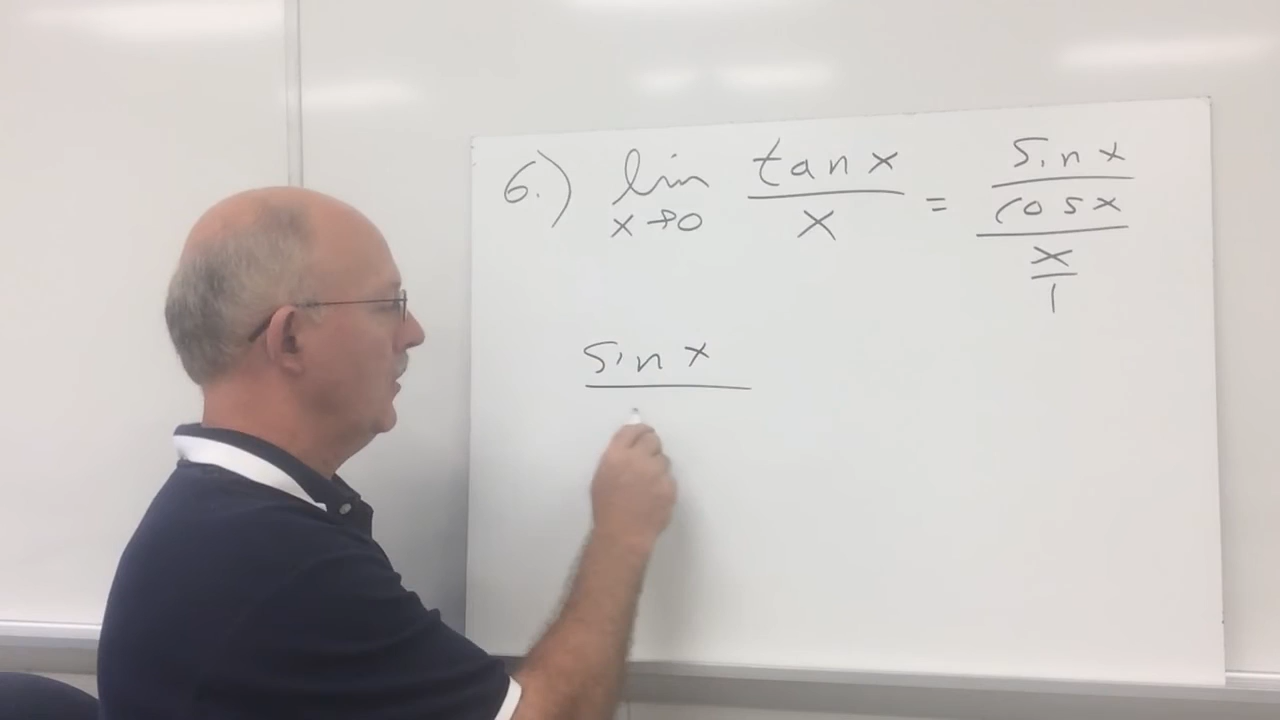 6.) lim x→0 tan x / x = sin x / cos x / x / 1
sin x